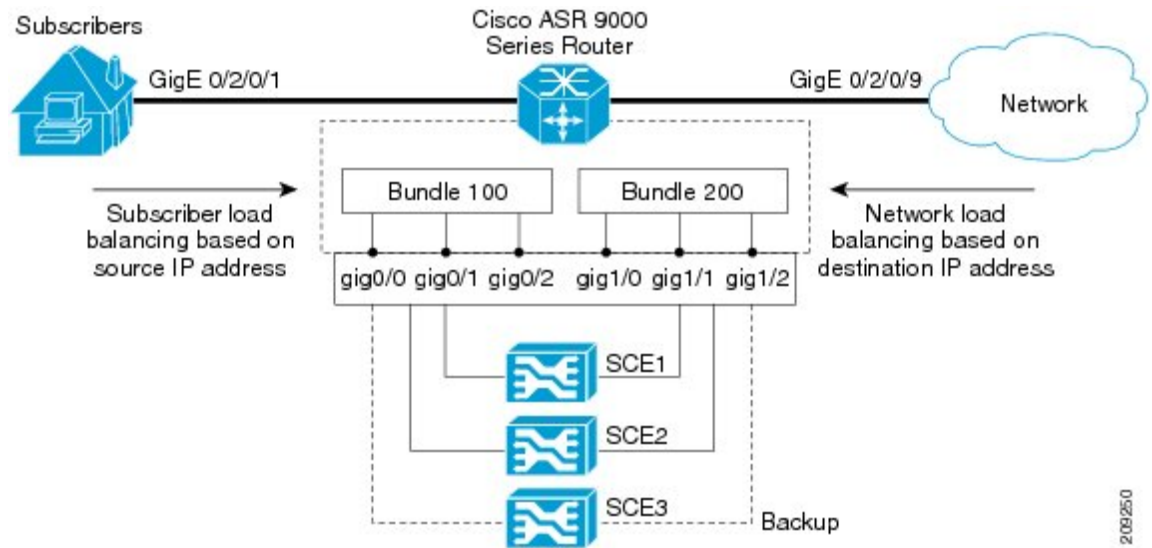 Subscribers
Cisco ASR 9000
Series Router
GigE 0/2/0/1
GigE 0/2/0/9
Network
Bundle 100
Bundle 200
Subscriber load
balancing based on
source IP address
Network load
balancing based on
destination IP address
gig0/0 gig0/1 gig0/2 gig1/0 gig1/1 gig1/2
SCE1
SCE2
SCE3
Backup
209250